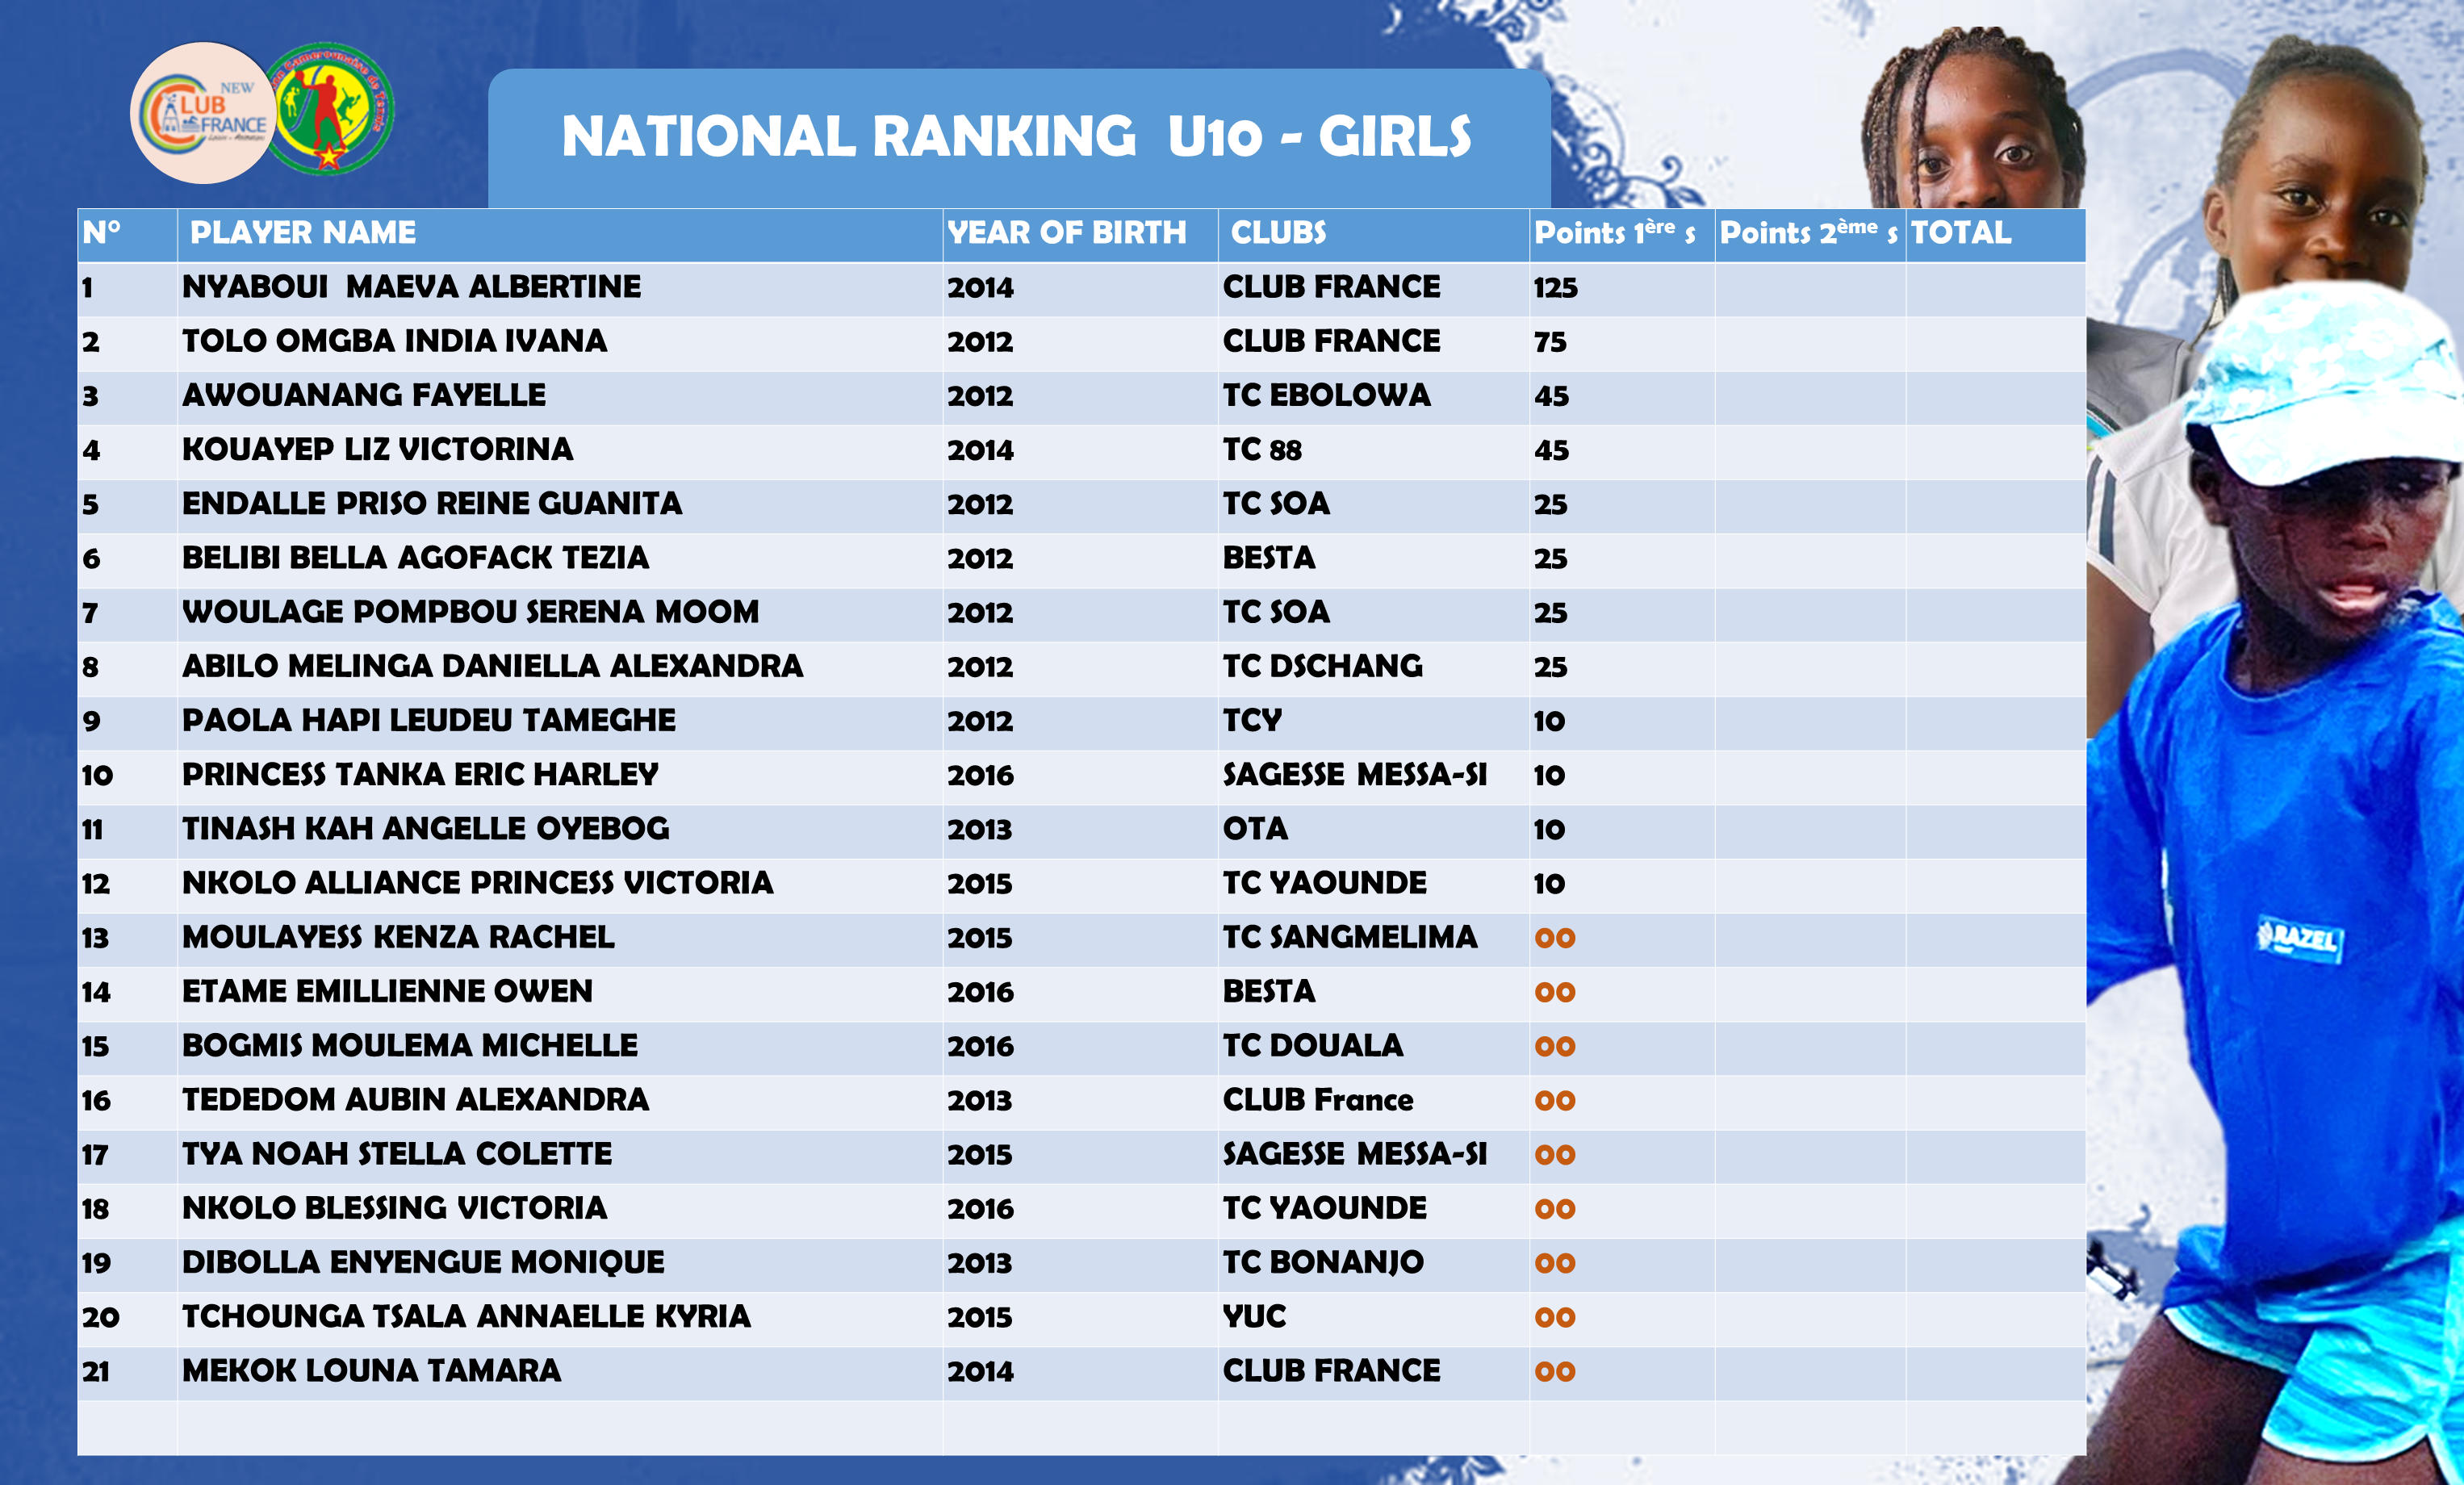 NEW
CLUB
FRANCE
NATIONAL RANKING U10 - GIRLS
N° PLAYER NAME YEAR OF BIRTH CLUBS Points 1ère s Points 2ème s TOTAL
1 NYABOUI MAEVA ALBERTINE 2014 CLUB FRANCE 125
2 TOLO OMGBA INDIA IVANA 2012 CLUB FRANCE 75
3 AWOUANANG FAYELLE 2012 TC EBOLOWA 45
4 KOUAYEP LIZ VICTORINA 2014 TC 88 45
5 ENDALLE PRISO REINE GUANITA 2012 TC SOA 25
6 BELIBI BELLA AGOFACK TEZIA 2012 BESTA 25
7 WOULAGE POMPBOU SERENA MOOM 2012 TC SOA 25
8 ABILO MELINGA DANIELLA ALEXANDRA 2012 TC DSCHANG 25
9 PAOLA HAPI LEUDEU TAMEGHE 2012 TCY 10
10 PRINCESS TANKA ERIC HARLEY 2016 SAGESSE MESSA-SI 10
11 TINASH KAH ANGELLE OYEBOG 2013 OTA 10
12 NKOLO ALLIANCE PRINCESS VICTORIA 2015 TC YAOUNDE 10
13 MOULAYESS KENZA RACHEL 2015 TC SANGMELIMA 00
14 ETAME EMILLIENNE OWEN 2016 BESTA 00
15 BOGMIS MOULEMA MICHELLE 2016 TC DOUALA 00
16 TEDEDOM AUBIN ALEXANDRA 2013 CLUB France 00
17 TYA NOAH STELLA COLETTE 2015 SAGESSE MESSA-SI 00
18 NKOLO BLESSING VICTORIA 2016 TC YAOUNDE 00
19 DIBOLLA ENYENGUE MONIQUE 2013 TC BONANJO 00
20 TCHOUNGA TSALA ANNAELLE KYRIA 2015 YUC 00
21 MEKOK LOUNA TAMARA 2014 CLUB FRANCE 00
RAZEL